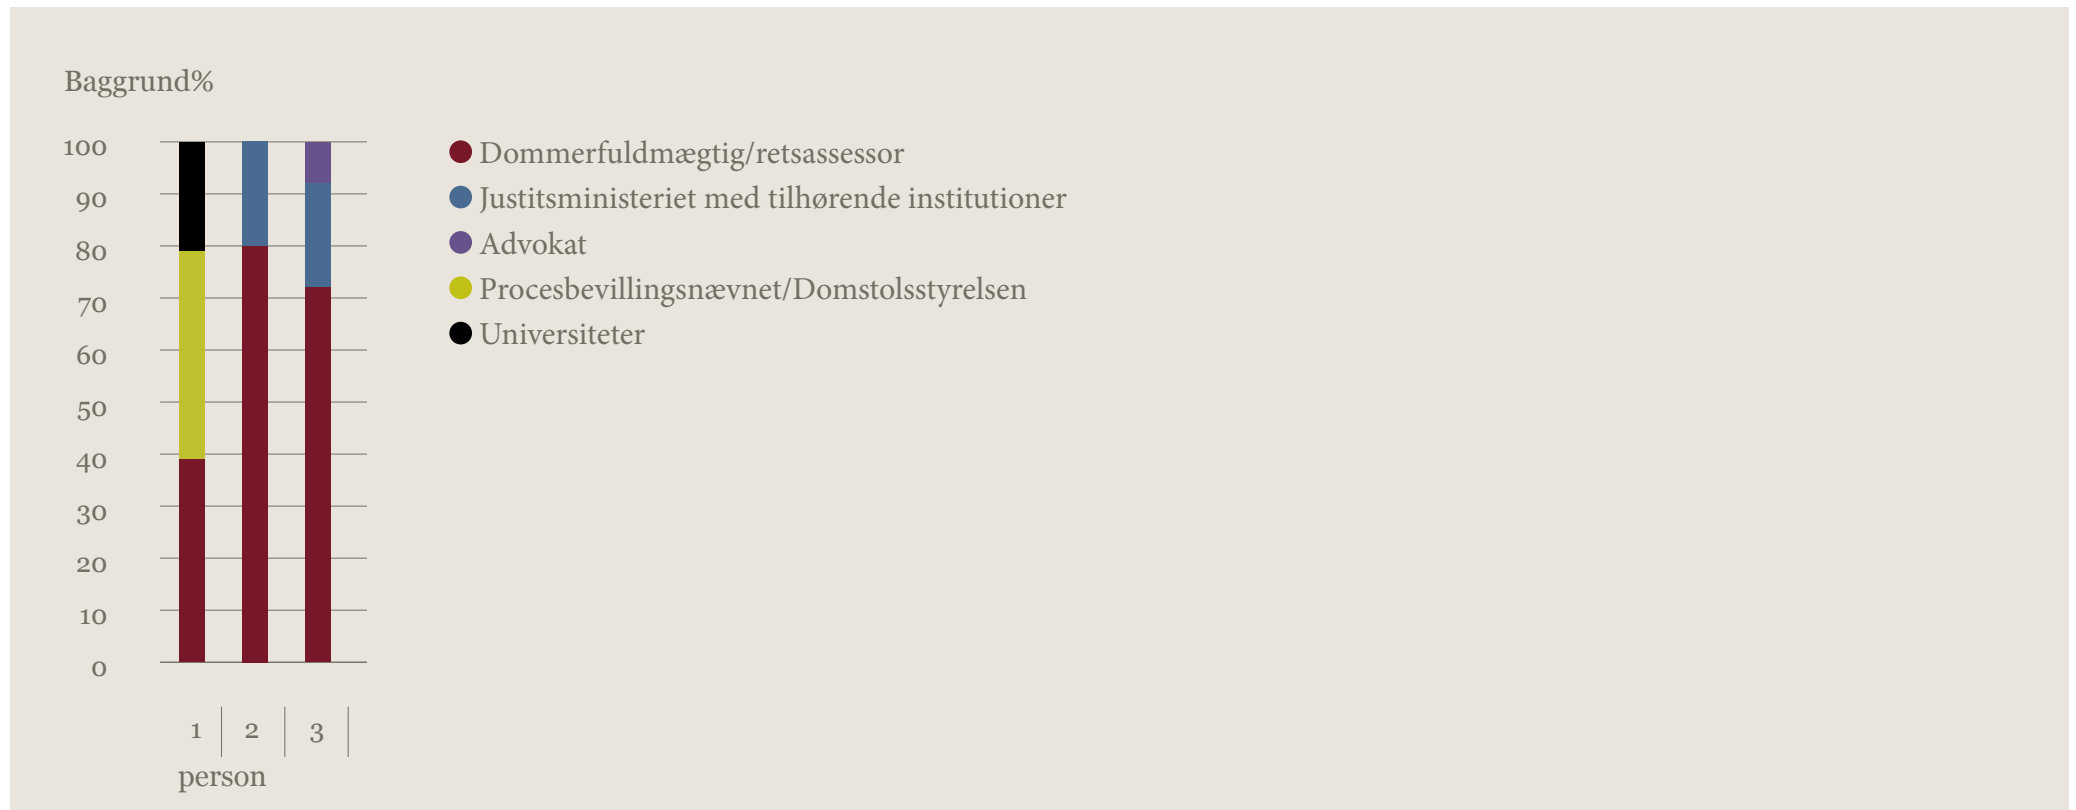 Baggrund%
100
90
80
70
60
50
40
30
20
10
0
Dommerfuldmægtig/retsassessor
Justitsministeriet med tilhørende institutioner
Advokat
Procesbevillingsnævnet/Domstolsstyrelsen
Universiteter
1 2 3
person